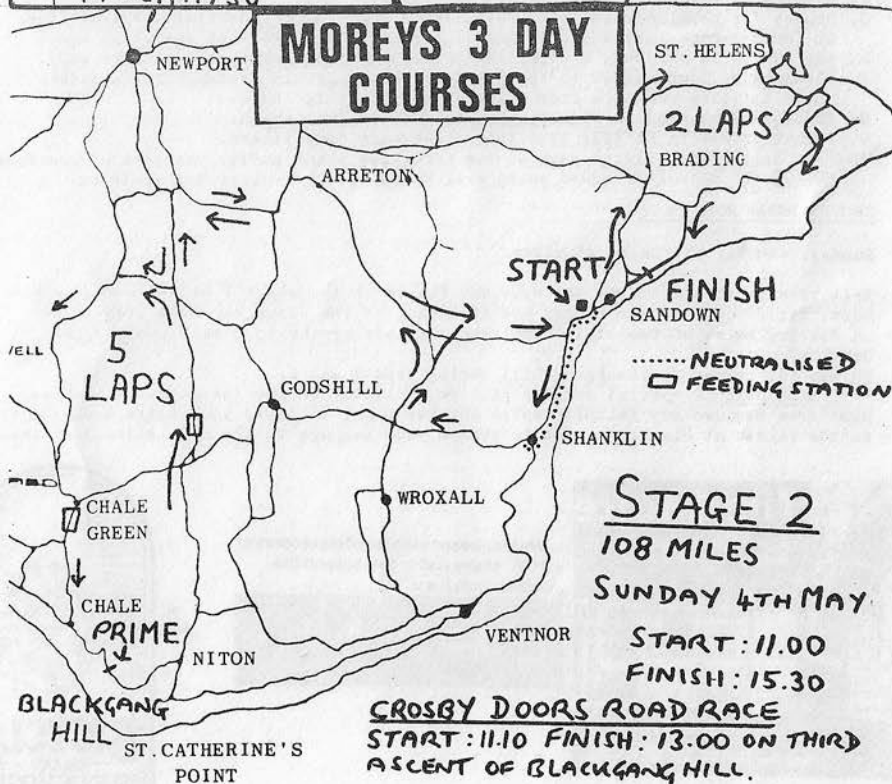 MOREYS 3 DAY
COURSES
NEWPORT
ST. HELENS
2 LAPS
ARRETON
BRADING
START
FINISH
SANDOWN
........ NEUTRALISED
FEEDING STATION
5
LAPS
GODSHILL
SHANKLIN
CHALE
GREEN
WROXALL
STAGE 2
108 MILES
SUNDAY 4TH MAY.
CHALE
PRIME
NITON
VENTNOR
START : 11.00
FINISH : 15.30
BLACKGANG
HILL
ST.CATHERINE'S
POINT
CROSBY DOORS ROAD RACE
START : 11.10 FINISH : 13.00 ON THIRD
ASCENT OF BLACKGANG HILL.